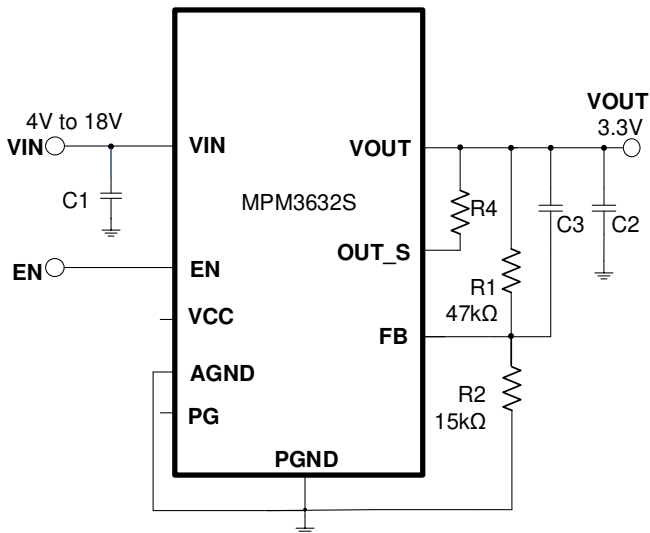 4V to 18V
VIN
C1
EN
VIN
EN
VCC
AGND
PG
PGND
MPM3632S
VOUT
OUT_S
FB
R4
R1
47kΩ
R2
15kΩ
C3
C2
VOUT
3.3V